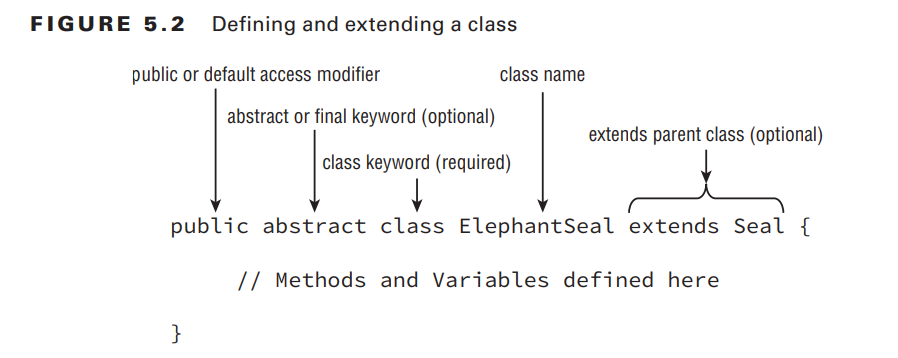 FIGURE 5.2 Defining and extending a class
public or default access modifier
class name
abstract or final keyword (optional)
extends parent class (optional)
class keyword (required)
public abstract class ElephantSeal extends Seal {
// Methods and Variables defined here
}